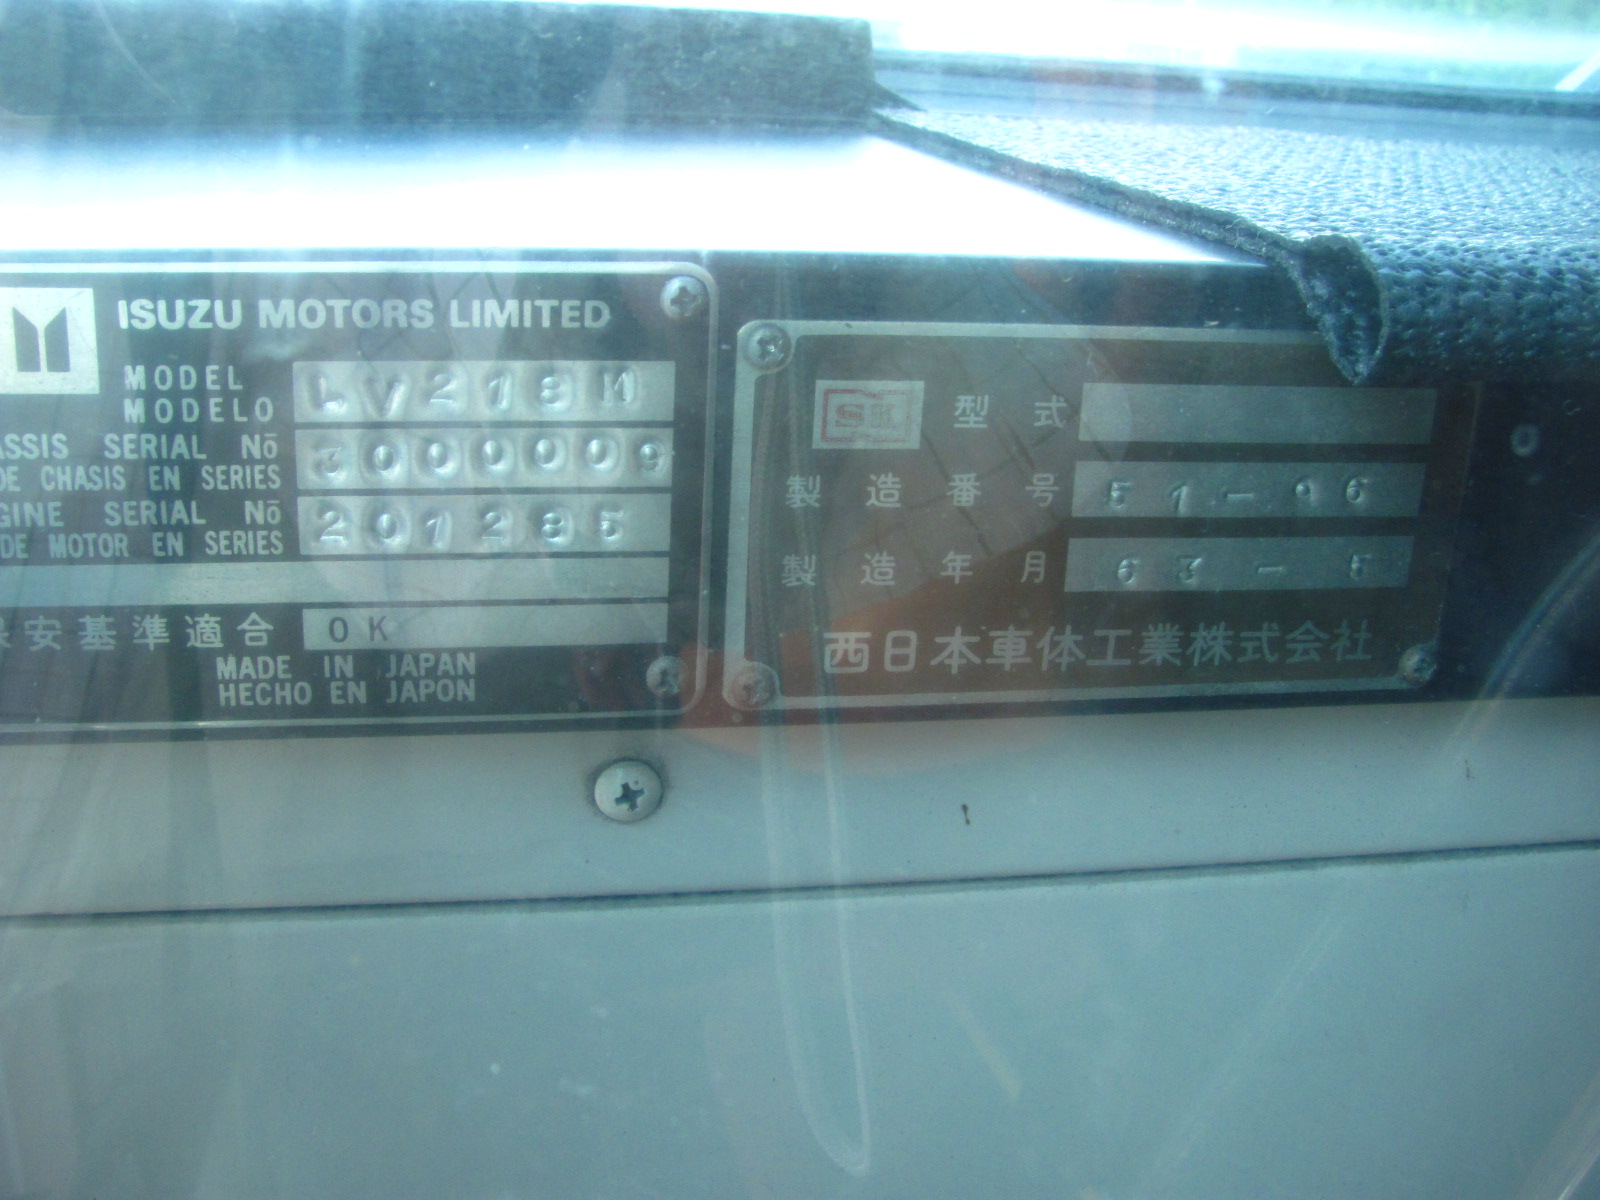 ISUZU MOTORS LIMITED
MODEL
MODELO LV218M
ASSIS SERIAL No
DE CHASIS EN SERIES 3000009
GINE SERIAL No
DE MOTOR EN SERIES 201285
保安基準適合 OK
MADE IN JAPAN
HECHO EN JAPON
SK 型式
製造番号 51-96
製造年月 63-5
西日本車体工業株式会社